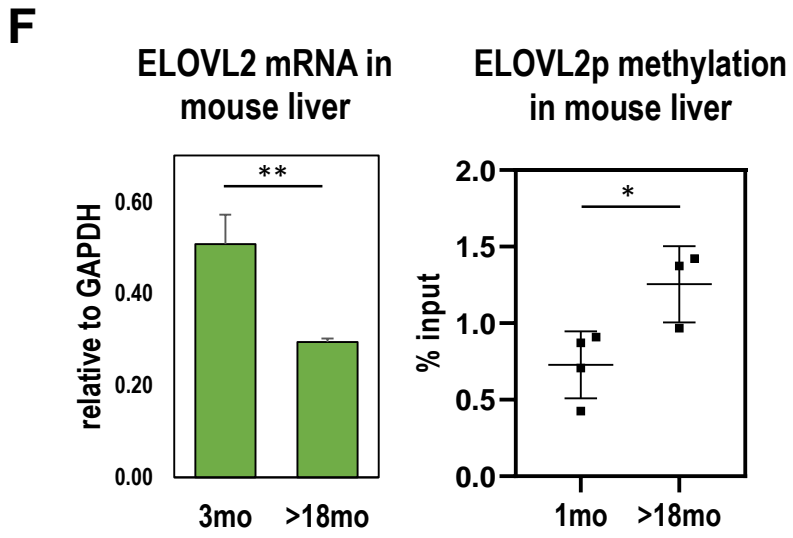 F
ELOVL2 mRNA in
mouse liver
**
0.60
0.40
0.20
0.00
relative to GAPDH
3mo >18mo
ELOVL2p methylation
in mouse liver
*
2.0
1.5
1.0
0.5
0.0
% input
1mo >18mo